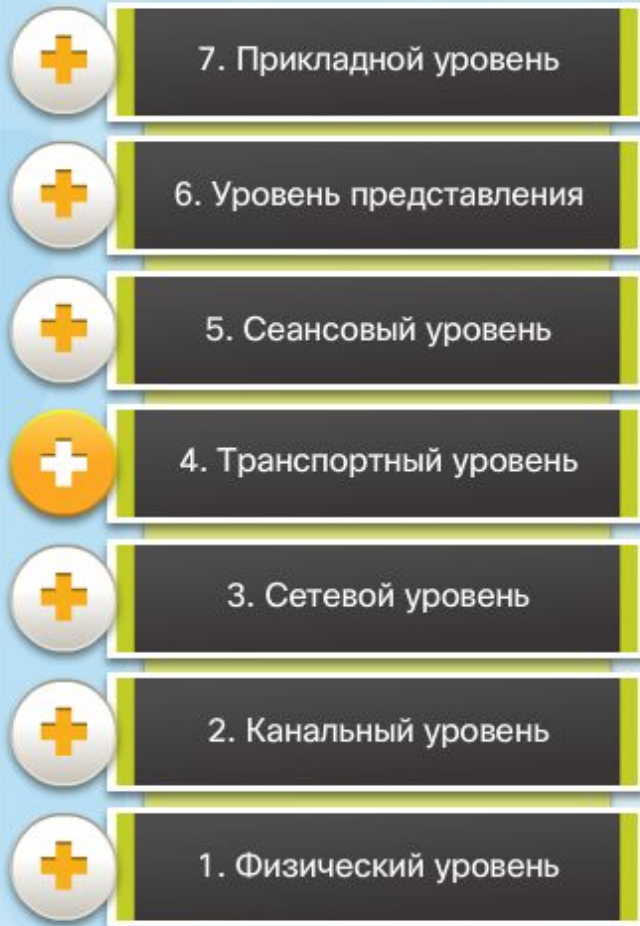 7. Прикладной уровень
6. Уровень представления
5. Сеансовый уровень
4. Транспортный уровень
3. Сетевой уровень
2. Канальный уровень
1. Физический уровень